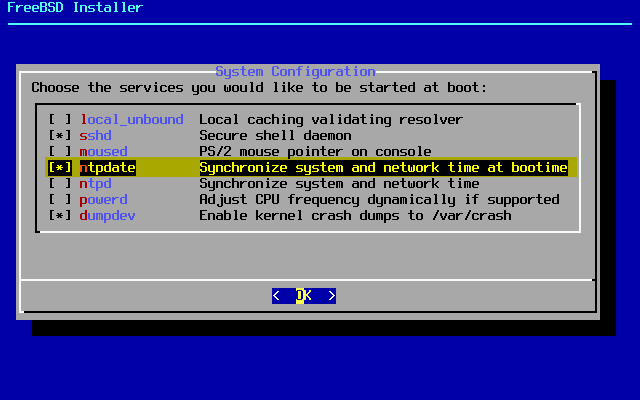 FreeBSD Installer
System Configuration
Choose the services you would like to be started at boot:
[ ] local_unbound Local caching validating resolver
[*] sshd Secure shell daemon
[ ] moused PS/2 mouse pointer on console
[*] ntpdate Synchronize system and network time at bootime
[ ] ntpd Synchronize system and network time
[ ] powerd Adjust CPU frequency dynamically if supported
[*] dumpdev Enable kernel crash dumps to /var/crash
< OK >